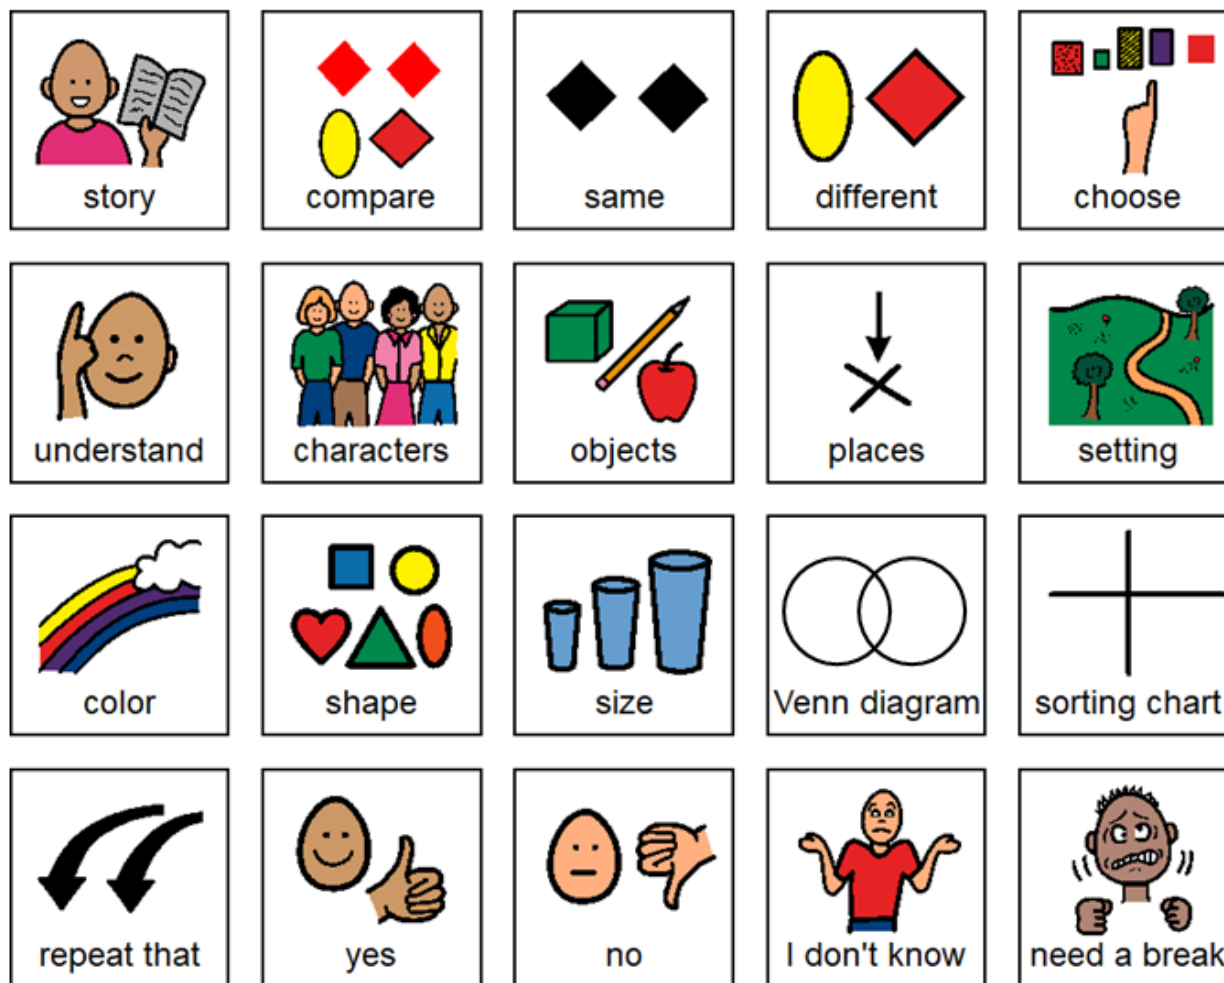 story
compare
same
different
choose
understand
characters
objects
places
setting
color
shape
size
Venn diagram
sorting chart
repeat that
yes
no
I don't know
need a break